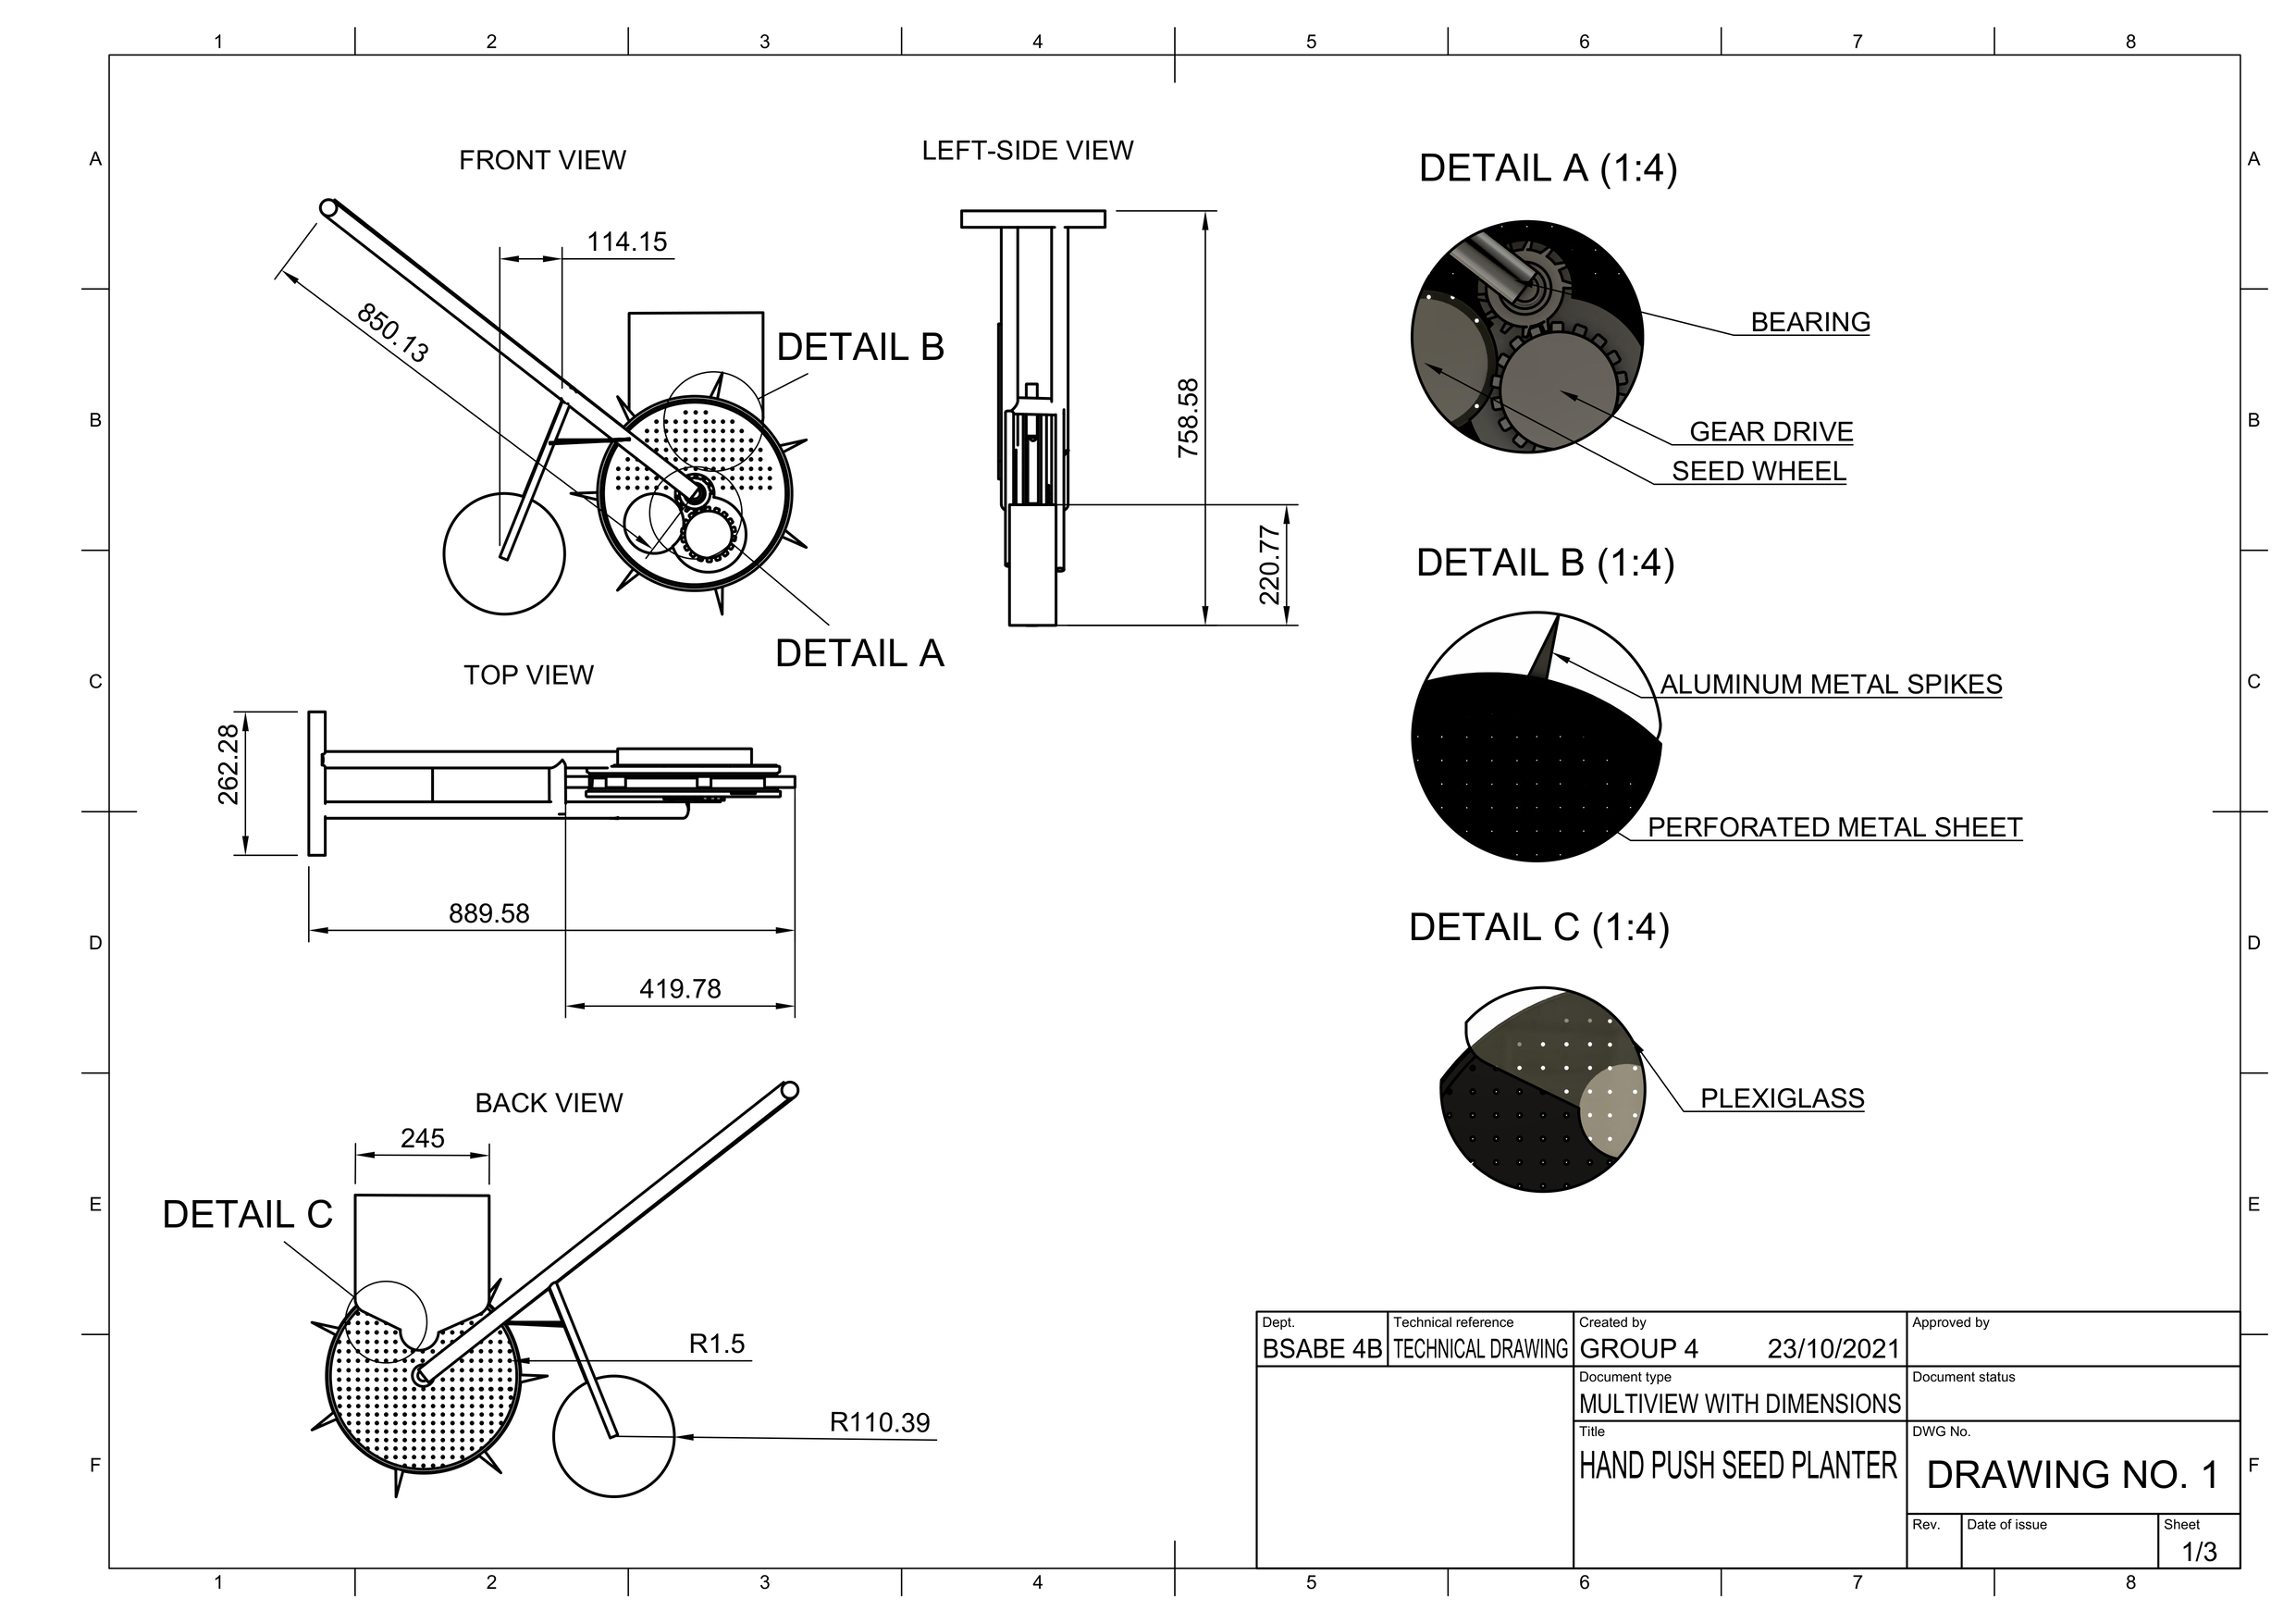 1 2 3 4 5 6 7 8
A
A
FRONT VIEW
LEFT-SIDE VIEW
DETAIL A (1:4)
114.15
850.13
DETAIL B
758.58
220.77
BEARING
GEAR DRIVE
SEED WHEEL
B
B
DETAIL A
DETAIL B (1:4)
ALUMINUM METAL SPIKES
PERFORATED METAL SHEET
C
C
TOP VIEW
262.28
889.58
419.78
D
D
DETAIL C (1:4)
PLEXIGLASS
BACK VIEW
245
DETAIL C
R1.5
R110.39
E
E
F
F
Dept.
BSABE 4B
Technical reference
TECHNICAL DRAWING
Created by
GROUP 4 23/10/2021
Approved by
Document type
MULTIVIEW WITH DIMENSIONS
Document status
Title
HAND PUSH SEED PLANTER
DWG No.
DRAWING NO. 1
Rev.
Date of issue
Sheet
1/3
1 2 3 4 5 6 7 8